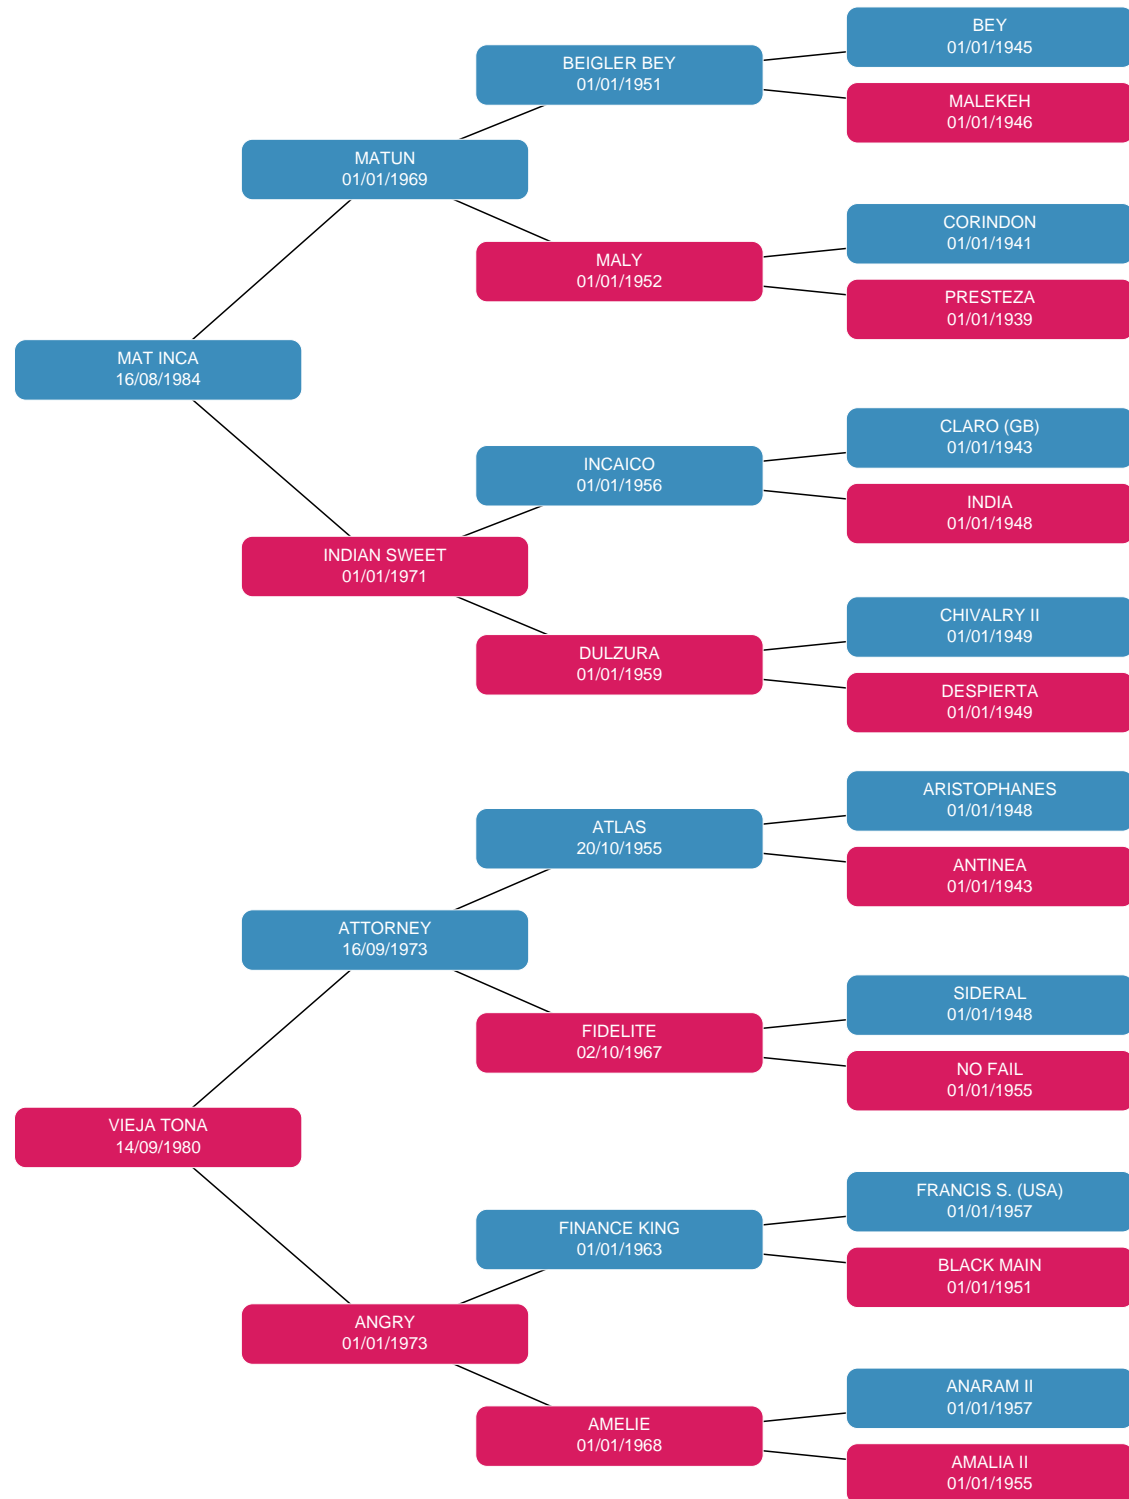 BEY
01/01/1945
BEIGLER BEY
01/01/1951
MALEKEH
01/01/1946
MATUN
01/01/1969
CORINDON
01/01/1941
MALY
01/01/1952
PRESTEZA
01/01/1939
MAT INCA
16/08/1984
CLARO (GB)
01/01/1943
INCAICO
01/01/1956
INDIA
01/01/1948
INDIAN SWEET
01/01/1971
CHIVALRY II
01/01/1949
DULZURA
01/01/1959
DESPIERTA
01/01/1949
ARISTOPHANES
01/01/1948
ATLAS
20/10/1955
ANTINEA
01/01/1943
ATTORNEY
16/09/1973
SIDERAL
01/01/1948
FIDELITE
02/10/1967
NO FAIL
01/01/1955
VIEJA TONA
14/09/1980
FRANCIS S. (USA)
01/01/1957
FINANCE KING
01/01/1963
BLACK MAIN
01/01/1951
ANGRY
01/01/1973
ANARAM II
01/01/1957
AMELIE
01/01/1968
AMALIA II
01/01/1955